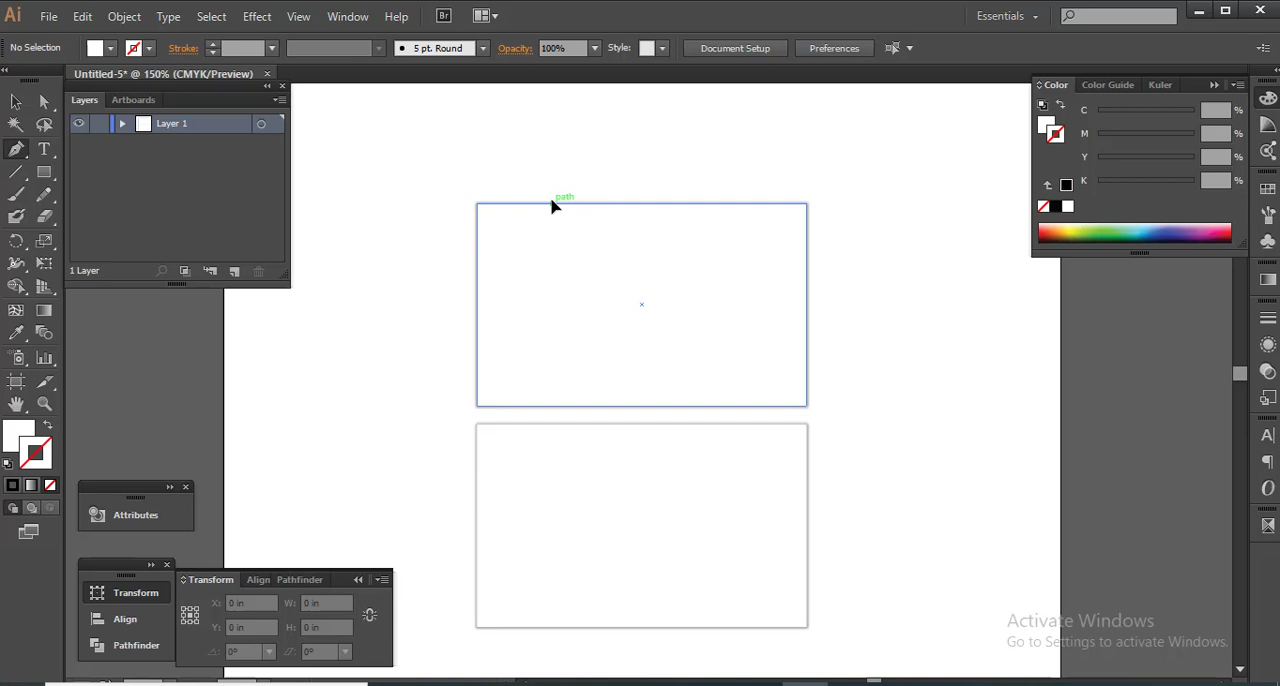 Ai File Edit Object Type Select Effect View Window Help Br Essentials
No Selection Stroke: 5 pt. Round Opacity: 100% Style: Document Setup Preferences
Untitled-5* @ 150% (CMYK/Preview)
Layers Artboards
Layer 1
1 Layer
Color Color Guide Kuler
C %
M %
Y %
K %
path
Attributes
Transform
Align
Pathfinder
Transform Align Pathfinder
X: 0 in W: 0 in
Y: 0 in H: 0 in
0° 0°
Activate Windows
Go to Settings to activate Windows.